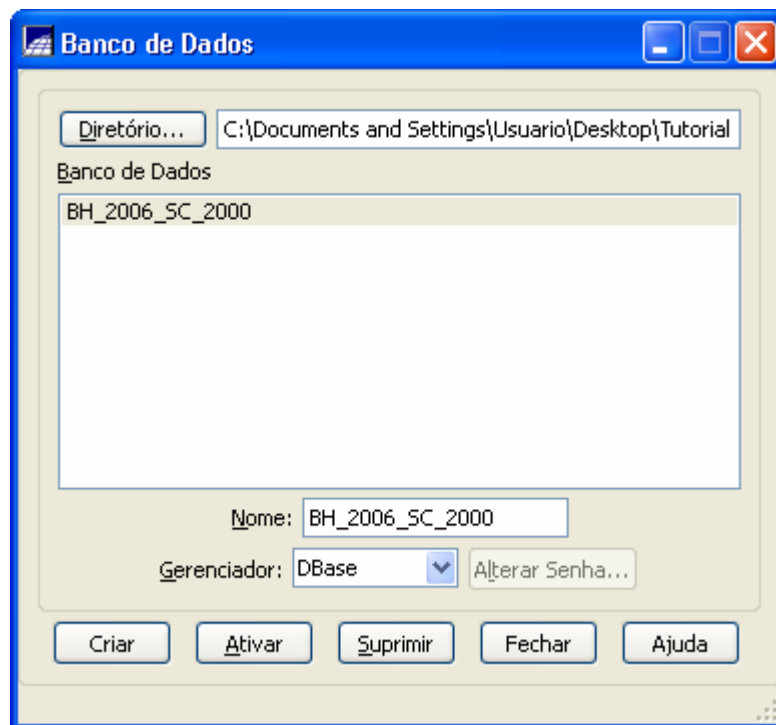 Banco de Dados
Diretório... C:\Documents and Settings\Usuario\Desktop\Tutorial
Banco de Dados
BH_2006_SC_2000
Nome: BH_2006_SC_2000
Gerenciador: DBase Alterar Senha...
Criar Ativar Suprimir Fechar Ajuda